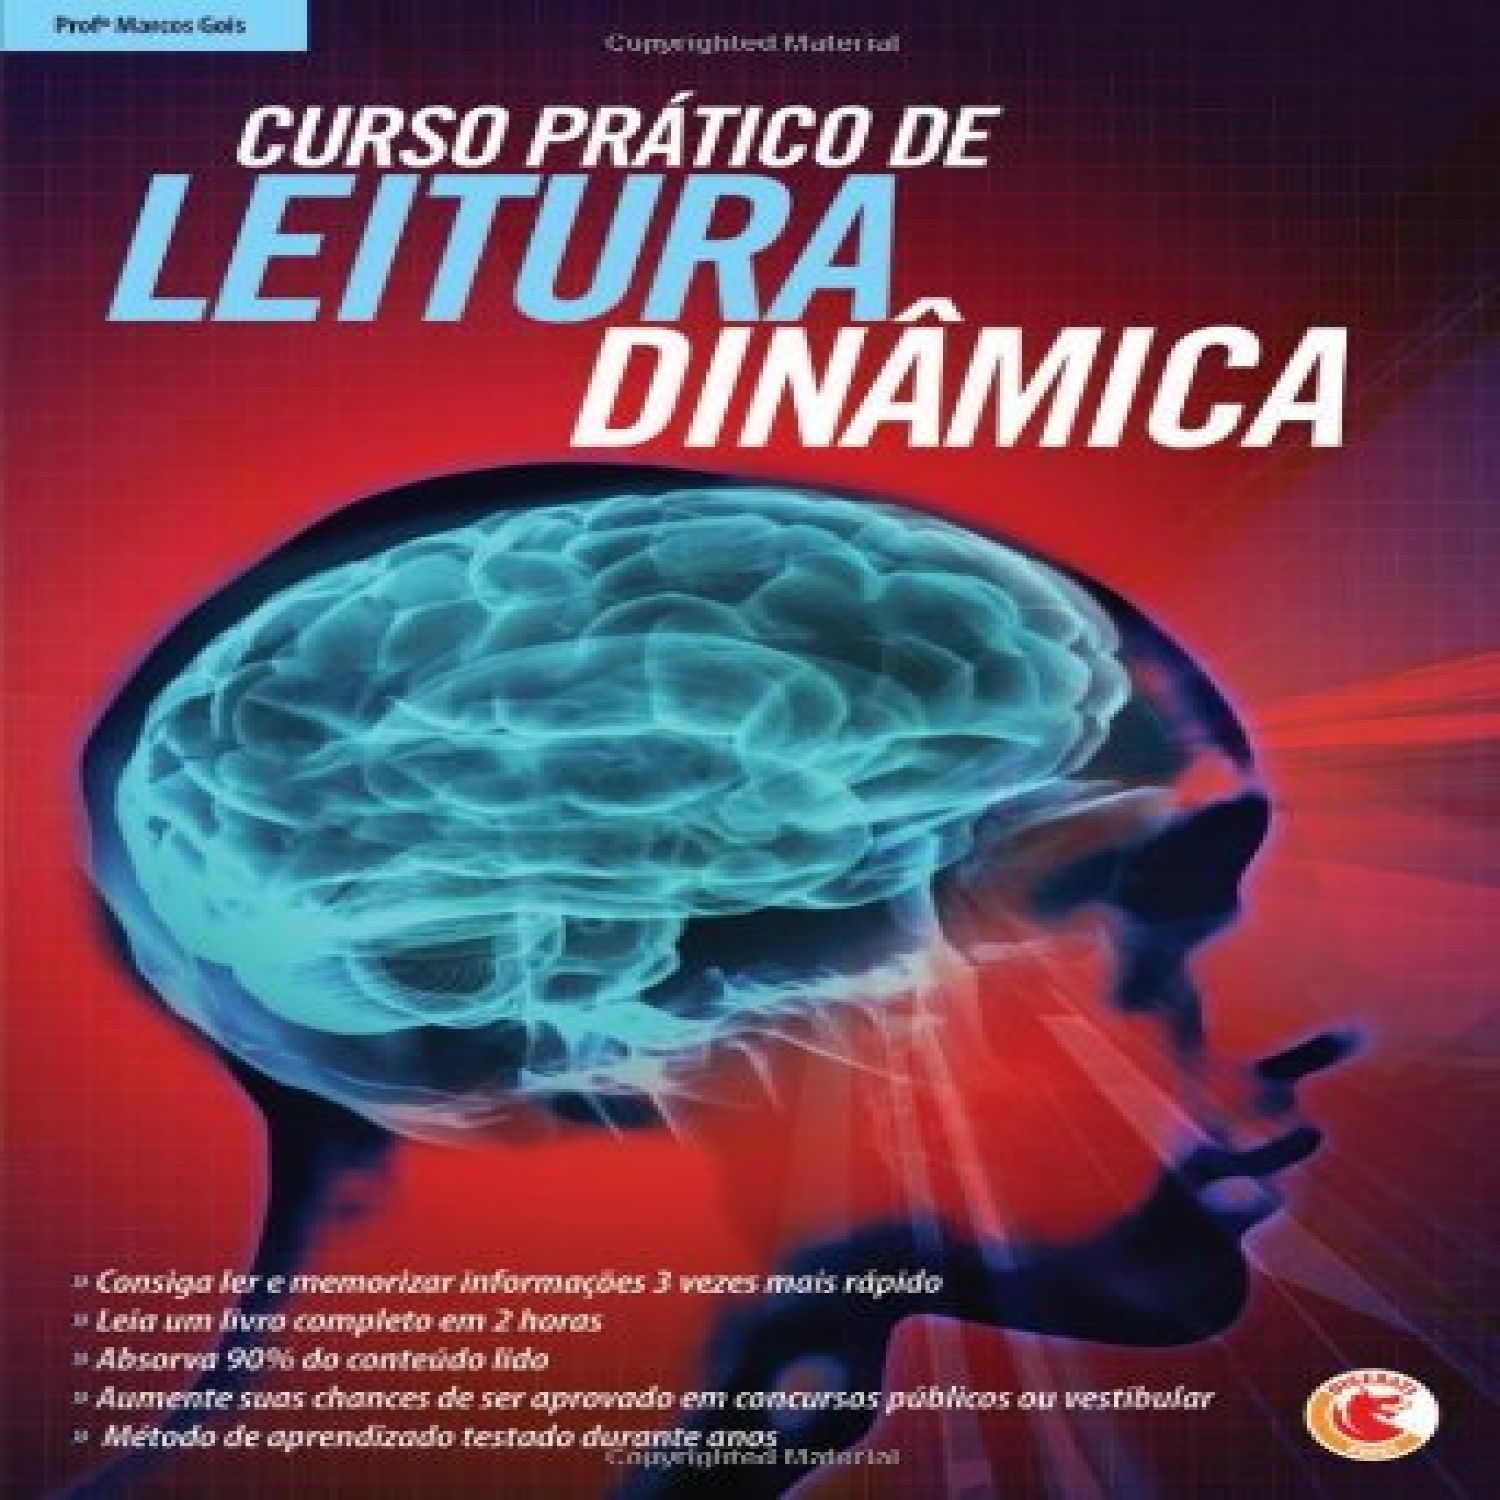 Profº Marcos Gois
Copyrighted Material
CURSO PRÁTICO DE
LEITURA
DINÂMICA
» Consiga ler e memorizar informações 3 vezes mais rápido
» Leia um livro completo em 2 horas
» Absorva 90% do conteúdo lido
» Aumente suas chances de ser aprovado em concursos públicos ou vestibular
» Método de aprendizado testado durante anos
Copyrighted Material